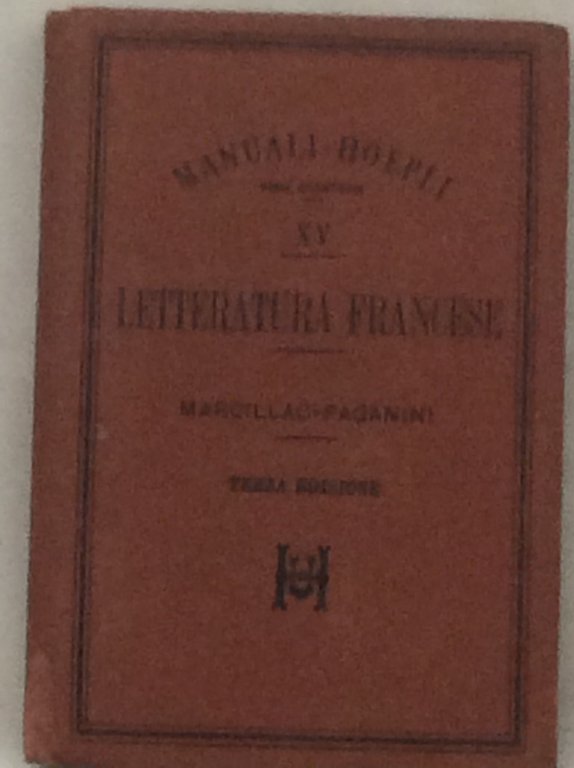 MANUALI-HOEPLI
XV
LETTERATURA FRANCESE
MARCILLAC-PAGANINI
TERZA EDIZIONE